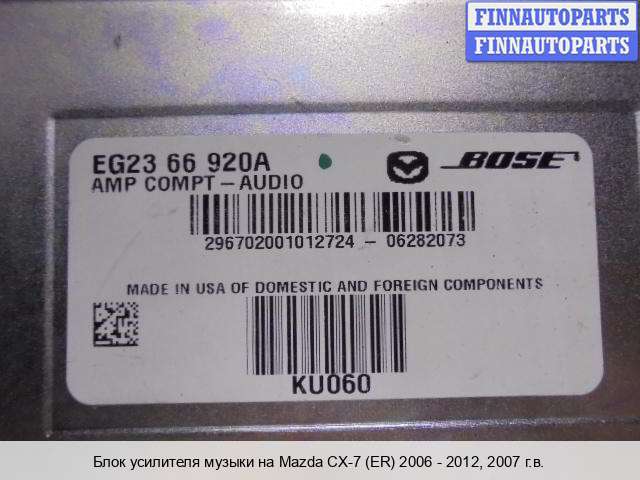 FINNAUTOPARTS
FINNAUTOPARTS
EG23 66 920A
BOSE
AMP COMPT-AUDIO
296702001012724 - 06282073
MADE IN USA OF DOMESTIC AND FOREIGN COMPONENTS
KU060
Блок усилителя музыки на Mazda CX-7 (ER) 2006 - 2012, 2007 г.в.